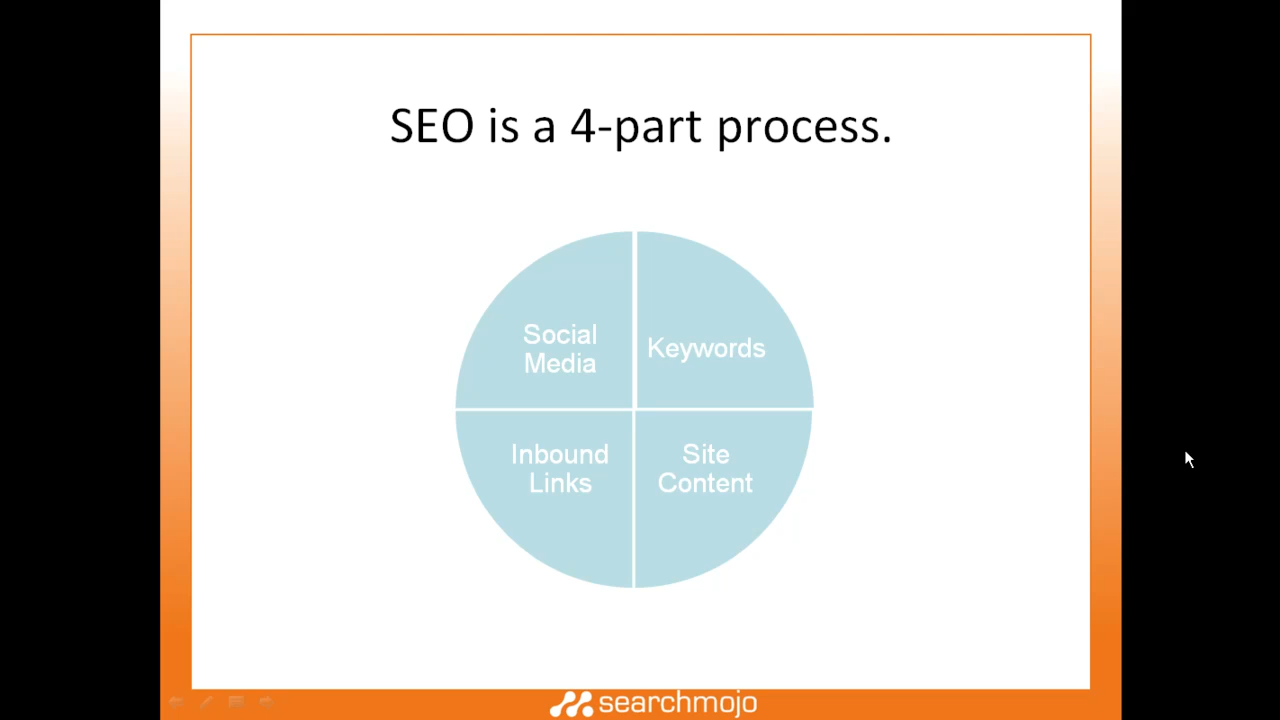 SEO is a 4-part process.
Social
Media
Keywords
Inbound
Links
Site
Content
searchmojo